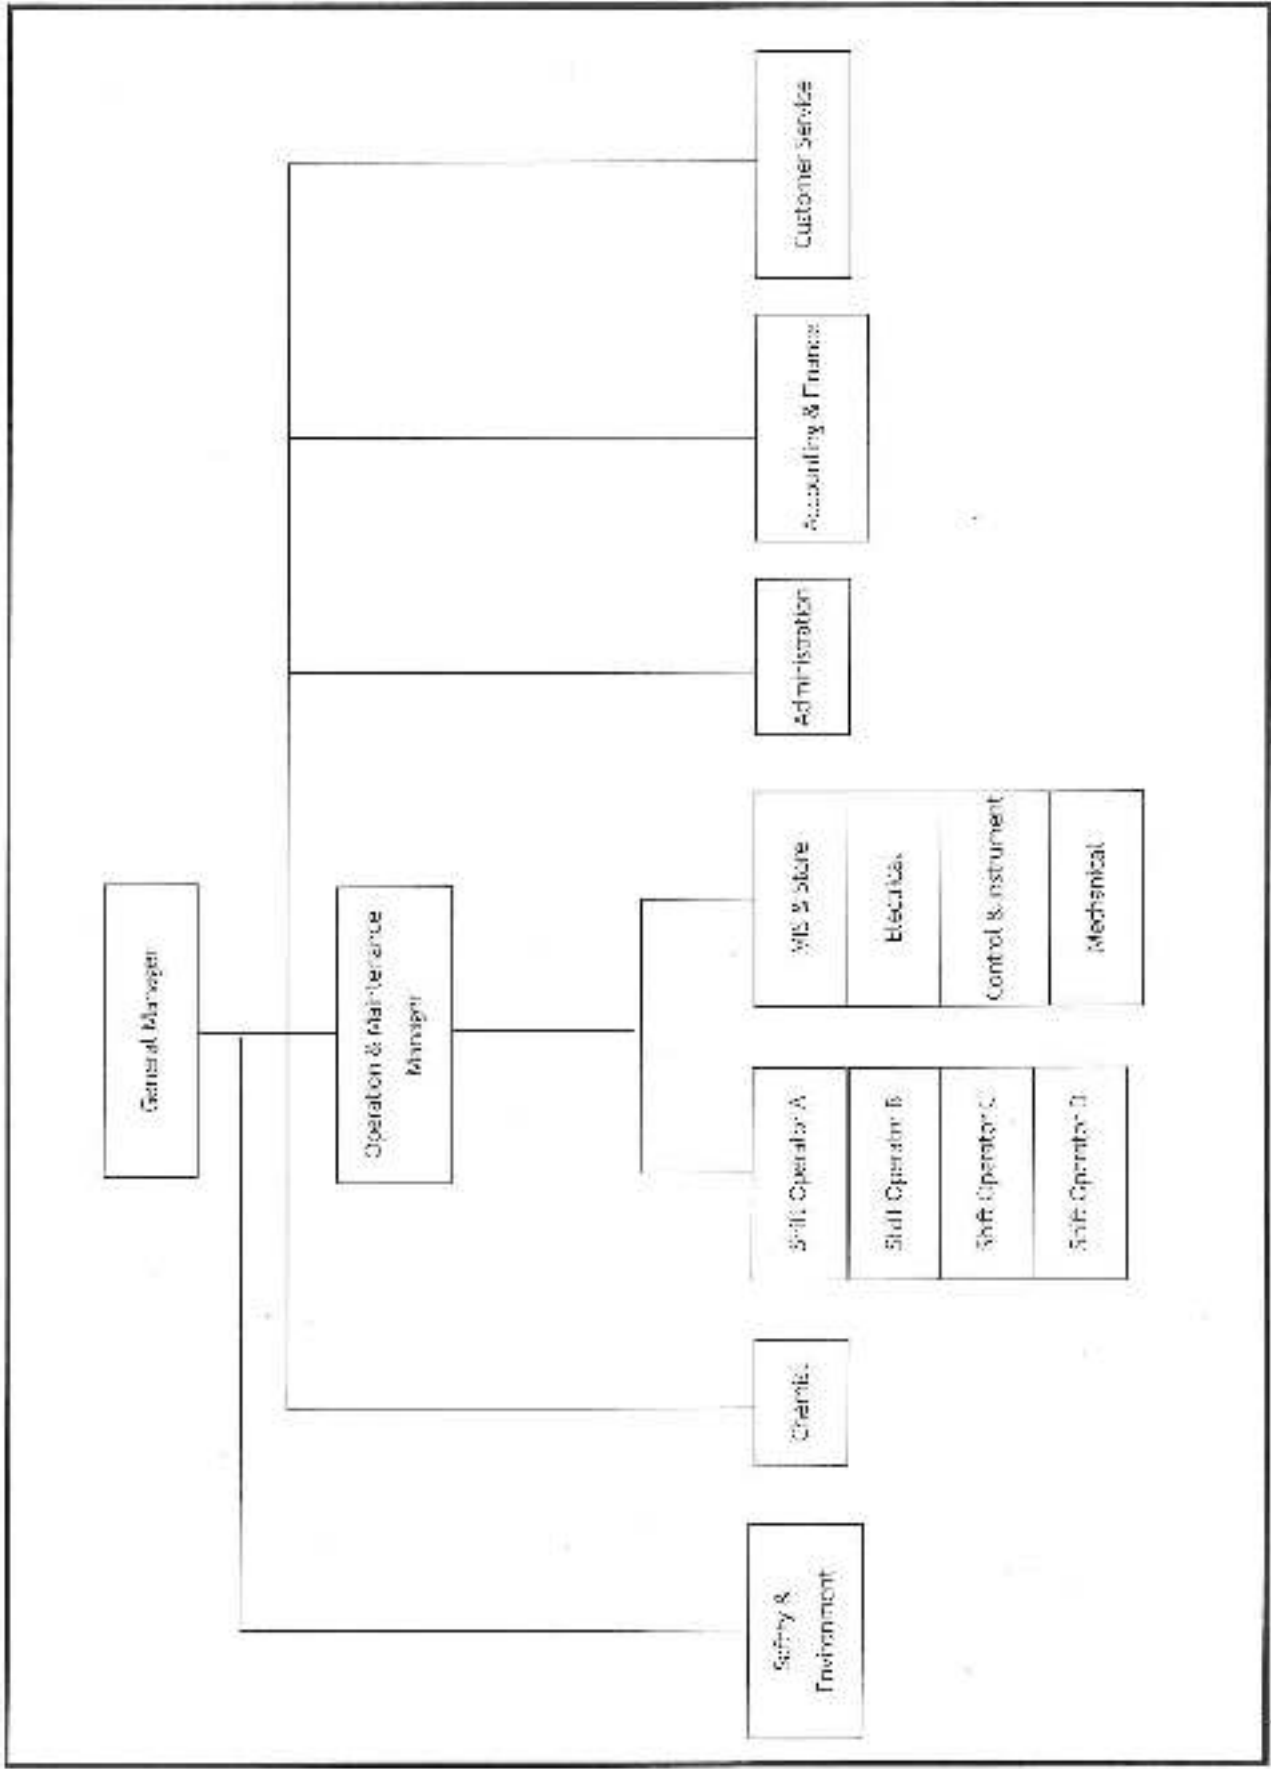 General Manager
Operation & Maintenance
Manager
Safety &
Environment
Chemist
Shift Operator A
Shift Operator B
Shift Operator C
Shift Operator D
MIS & Store
Electrical
Control & Instrument
Mechanical
Administration
Accounting & Finance
Customer Service